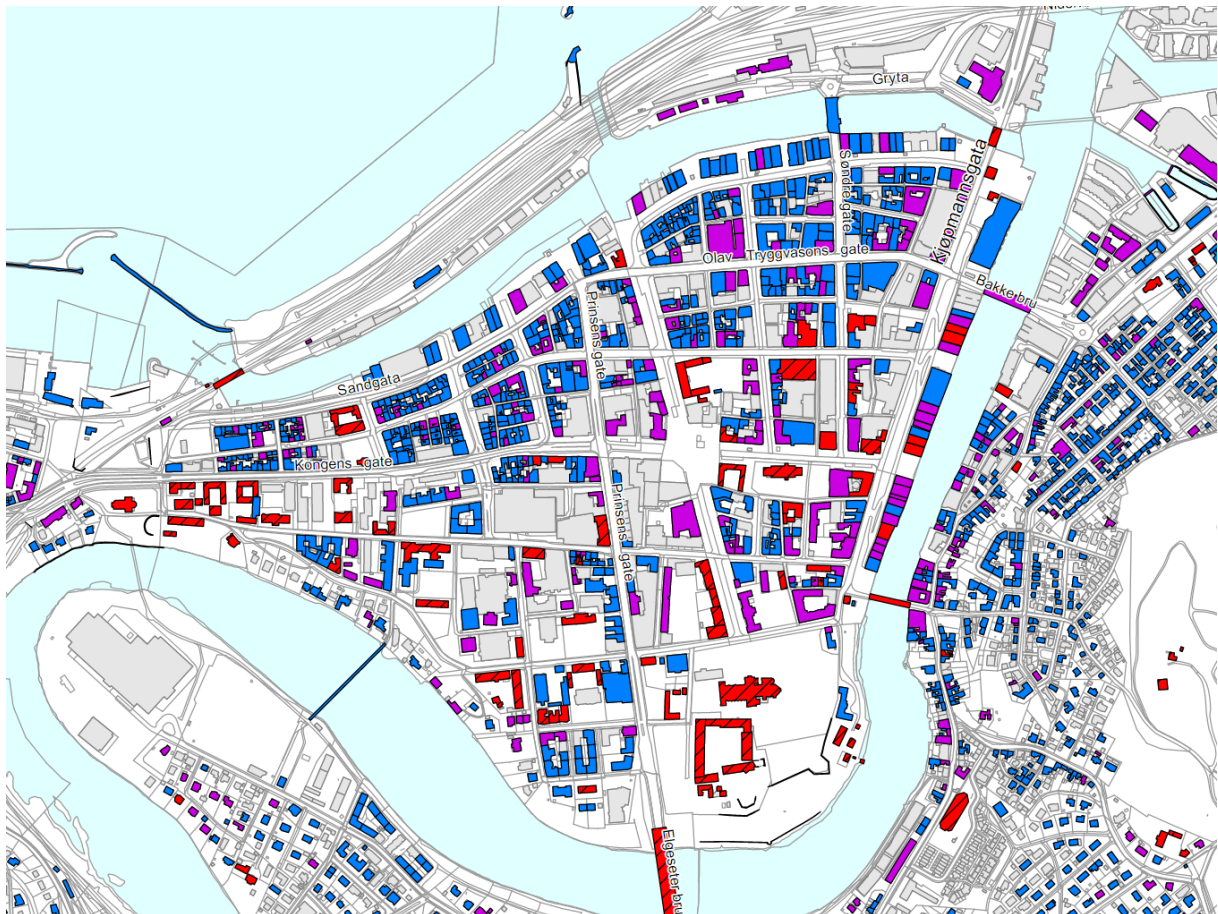 Gryta
Søndre gate
Kjøpmannsgata
Olav Tryggvasons gate
Bakke bru
Prinsens gate
Sandgata
Kongens gate
Prinsens gate
Elgeseter bru